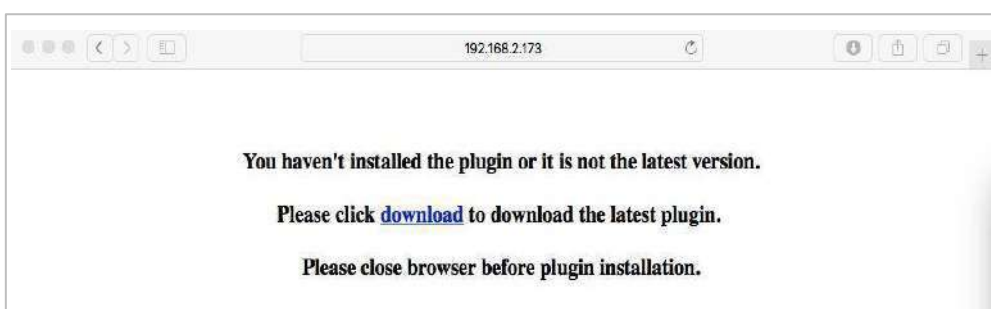 192.168.2.173
You haven't installed the plugin or it is not the latest version.
Please click download to download the latest plugin.
Please close browser before plugin installation.